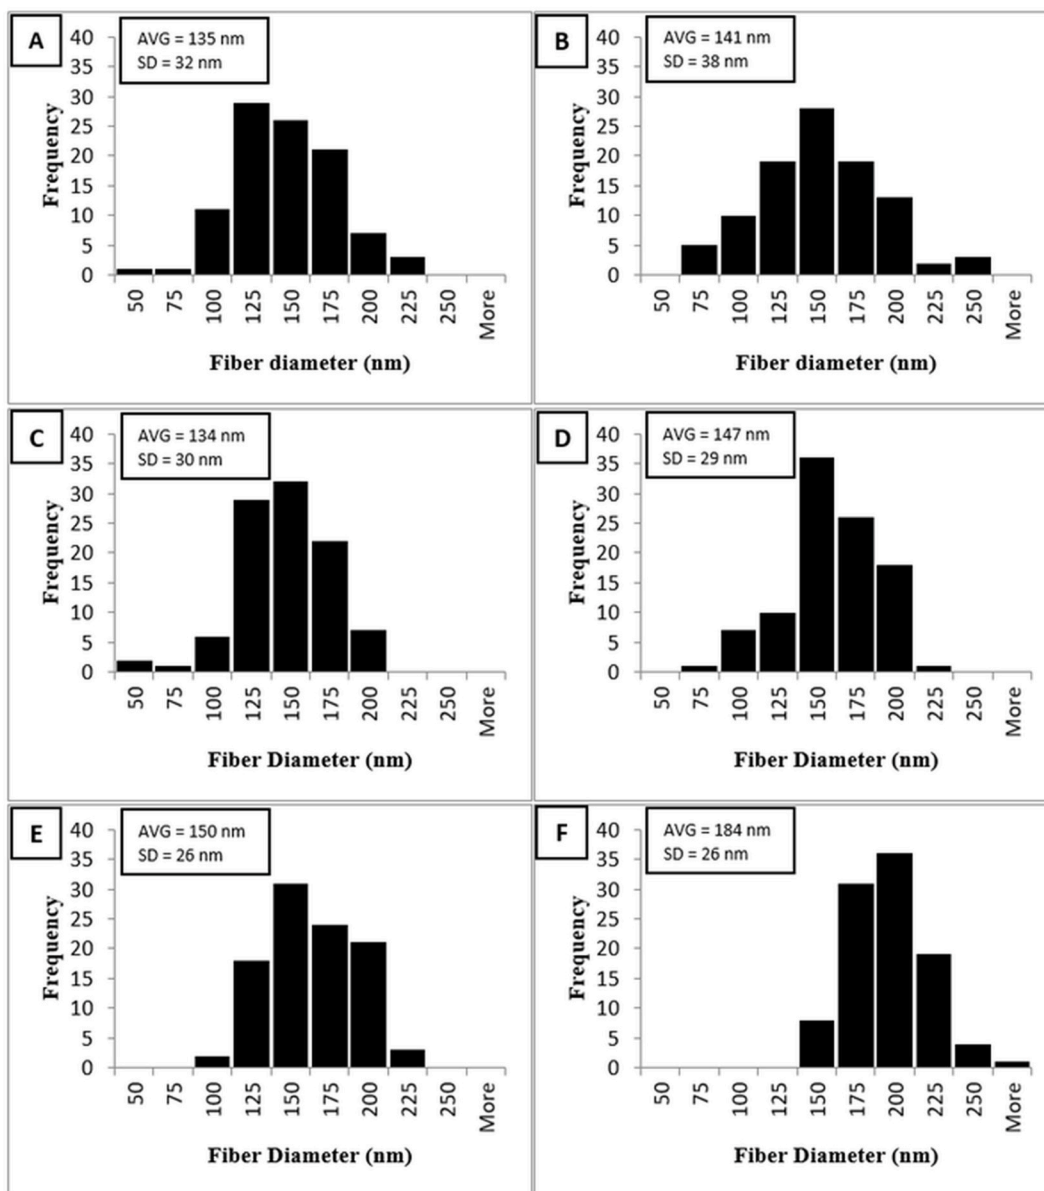 A
AVG = 135 nm
SD = 32 nm
40
35
30
25
20
15
10
5
0
Frequency
50 75 100 125 150 175 200 225 250 More
Fiber diameter (nm)
B
AVG = 141 nm
SD = 38 nm
40
35
30
25
20
15
10
5
0
Frequency
50 75 100 125 150 175 200 225 250 More
Fiber diameter (nm)
C
AVG = 134 nm
SD = 30 nm
40
35
30
25
20
15
10
5
0
Frequency
50 75 100 125 150 175 200 225 250 More
Fiber Diameter (nm)
D
AVG = 147 nm
SD = 29 nm
40
35
30
25
20
15
10
5
0
Frequency
50 75 100 125 150 175 200 225 250 More
Fiber Diameter (nm)
E
AVG = 150 nm
SD = 26 nm
40
35
30
25
20
15
10
5
0
Frequency
50 75 100 125 150 175 200 225 250 More
Fiber Diameter (nm)
F
AVG = 184 nm
SD = 26 nm
40
35
30
25
20
15
10
5
0
Frequency
50 75 100 125 150 175 200 225 250 More
Fiber Diameter (nm)